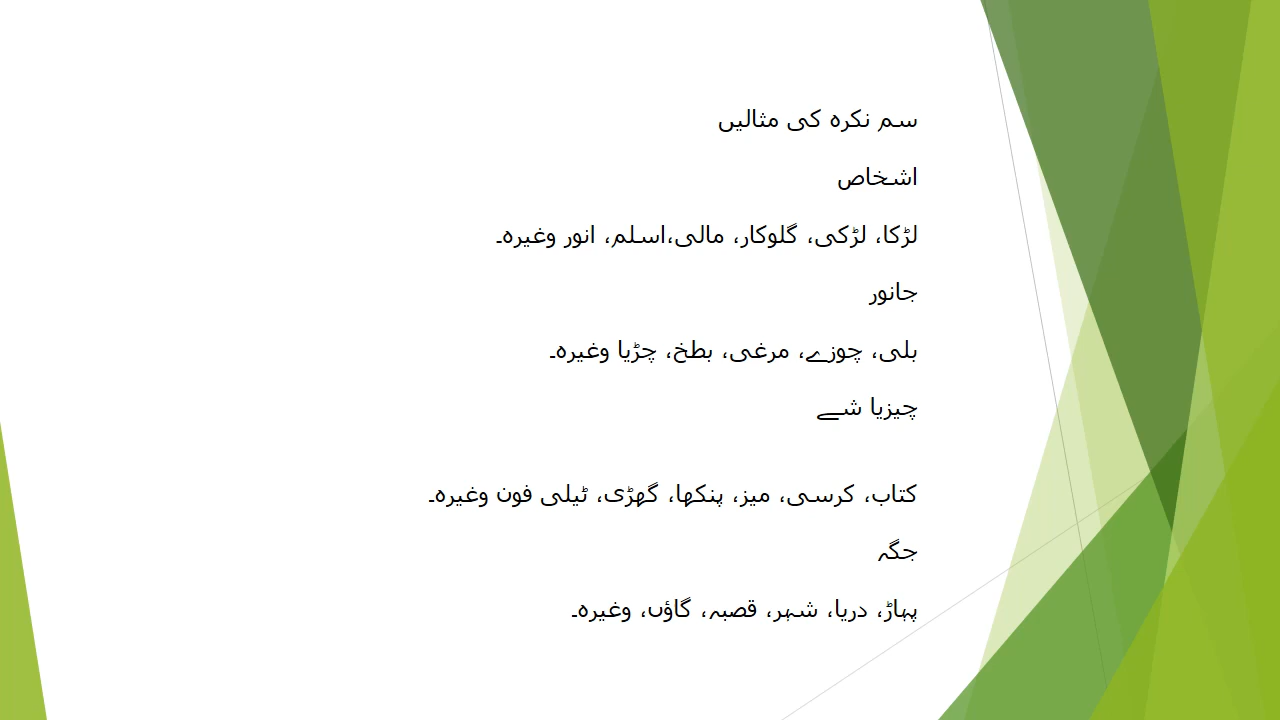 سم نکرہ کی مثالیں
اشخاص
لڑکا، لڑکی، گلوکار، مالی،اسلم، انور وغیرہ۔
جانور
بلی، چوزے، مرغی، بطخ، چڑیا وغیرہ۔
چیزیا شے
کتاب، کرسی، میز، پنکھا، گھڑی، ٹیلی فون وغیرہ۔
جگہ
پہاڑ، دریا، شہر، قصبہ، گاؤں، وغیرہ۔